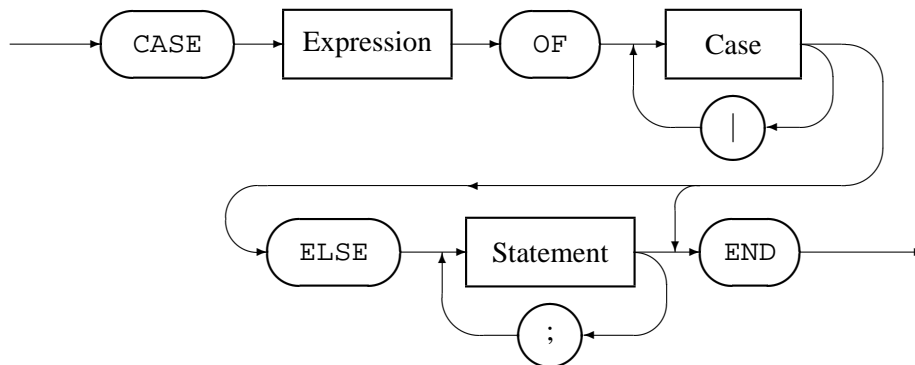 CASE Expression OF Case
|
ELSE Statement END
;